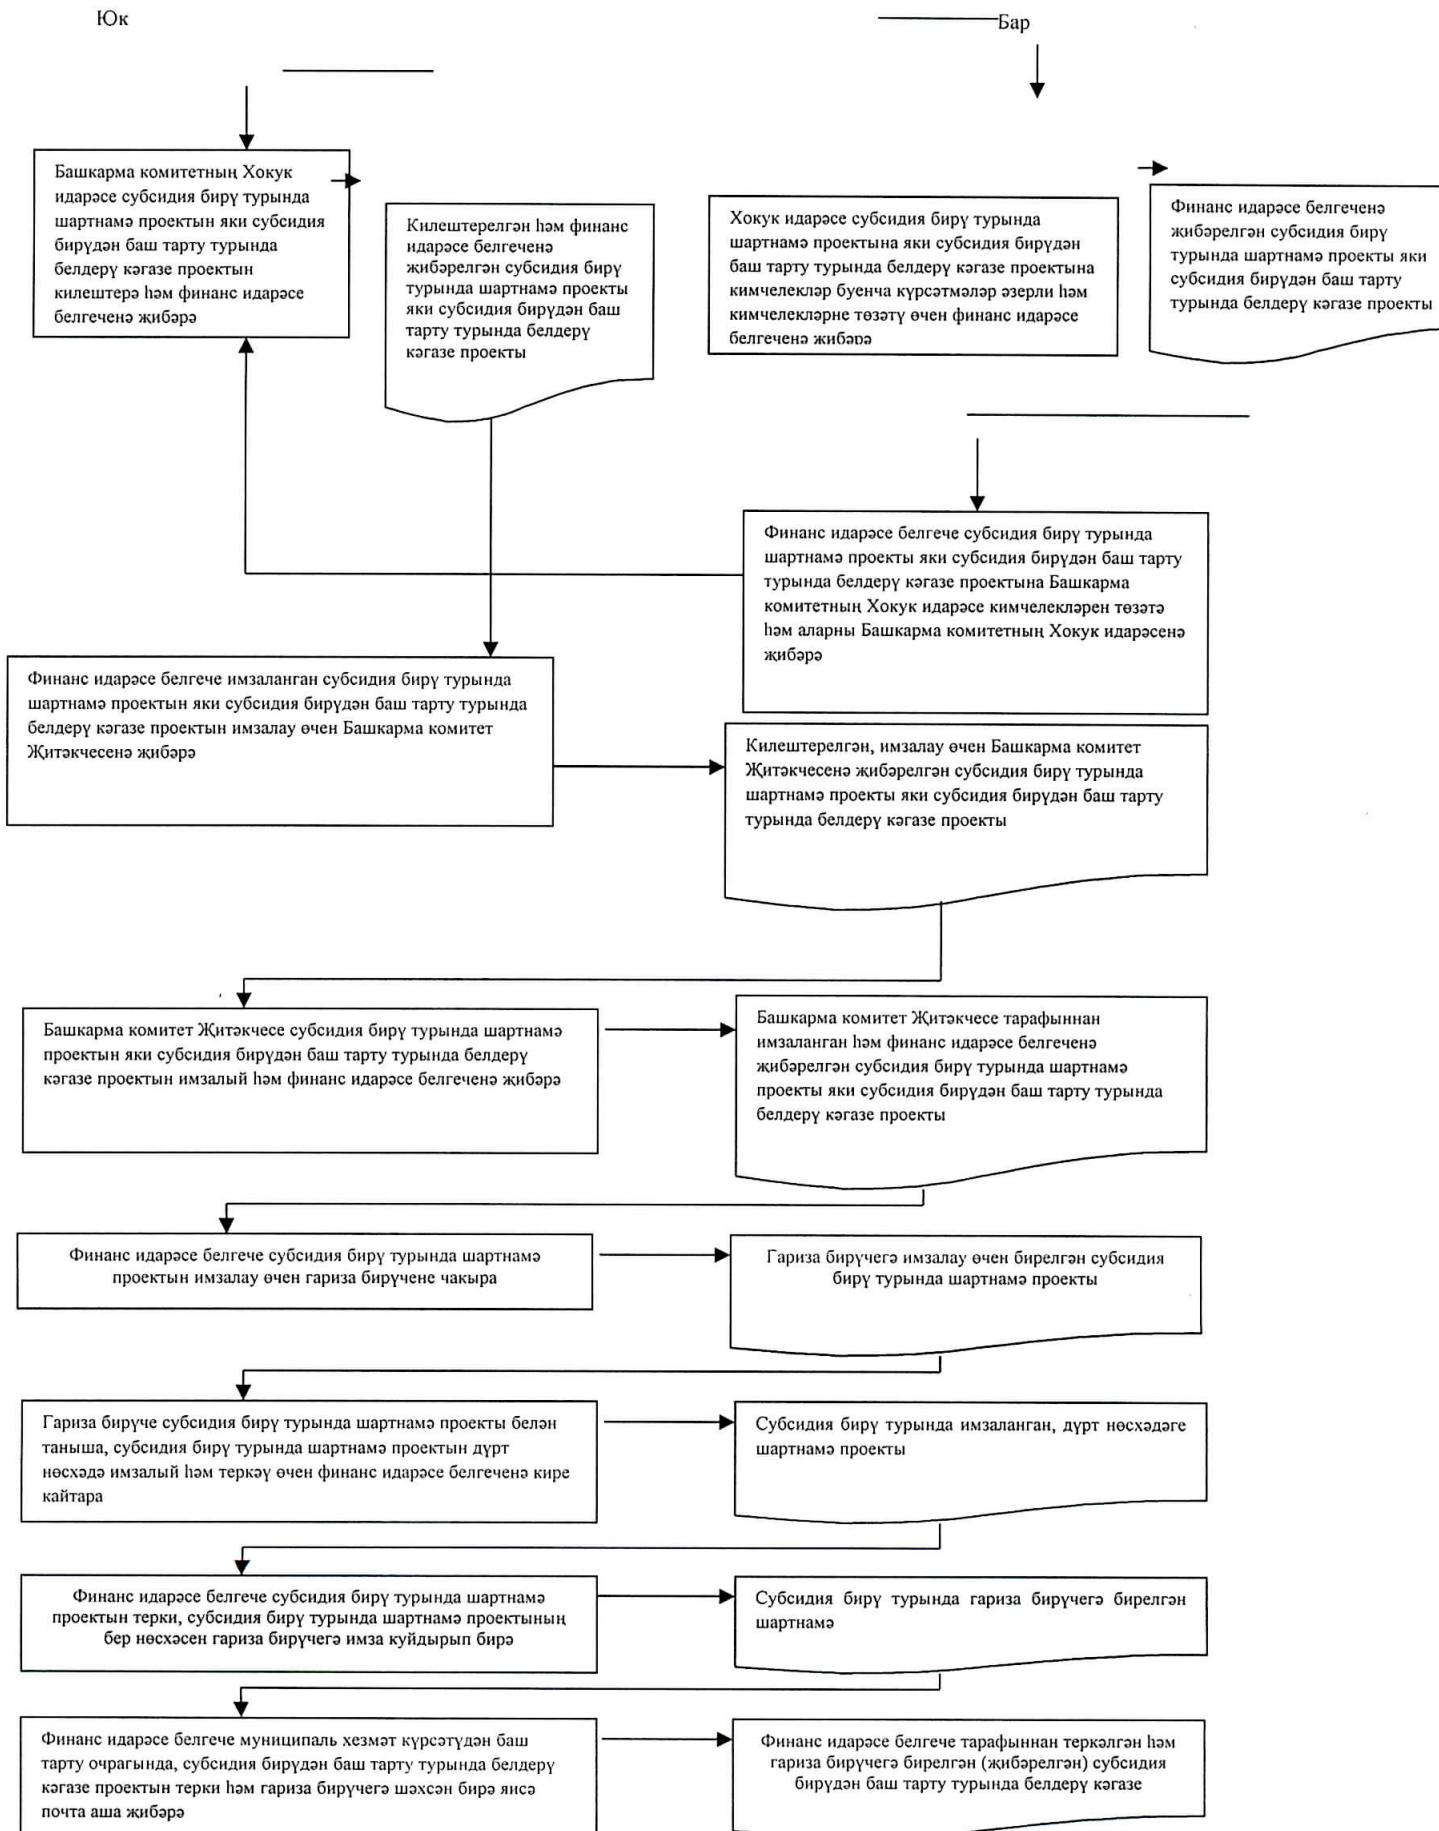 Юк
Бар
Башкарма комитетның Хокук
идарәсе субсидия бирү турында
шартнамә проектын яки субсидия
бирүдән баш тарту турында
белдерү кәгазе проектын
килештерә һәм финанс идарәсе
белгеченә җибәрә
Килештерелгән һәм финанс
идарәсе белгеченә
җибәрелгән субсидия бирү
турында шартнамә проекты
яки субсидия бирүдән баш
тарту турында белдерү
кәгазе проекты
Хокук идарәсе субсидия бирү турында
шартнамә проектына яки субсидия бирүдән
баш тарту турында белдерү кәгазе проектына
кимчелекләр буенча күрсәтмәләр әзерли һәм
кимчелекләрне төзәтү өчен финанс идарәсе
белгеченә җибәрә
Финанс идарәсе белгеченә
җибәрелгән субсидия бирү
турында шартнамә проекты яки
субсидия бирүдән баш тарту
турында белдерү кәгазе проекты
Финанс идарәсе белгече субсидия бирү турында
шартнамә проекты яки субсидия бирүдән баш тарту
турында белдерү кәгазе проектына Башкарма
комитетның Хокук идарәсе кимчелекләрен төзәтә
һәм аларны Башкарма комитетның Хокук идарәсенә
җибәрә
Финанс идарәсе белгече имзаланган субсидия бирү турында
шартнамә проектын яки субсидия бирүдән баш тарту турында
белдерү кәгазе проектын имзалау өчен Башкарма комитет
Җитәкчесенә җибәрә
Килештерелгән, имзалау өчен Башкарма комитет
Җитәкчесенә җибәрелгән субсидия бирү турында
шартнамә проекты яки субсидия бирүдән баш тарту
турында белдерү кәгазе проекты
Башкарма комитет Җитәкчесе субсидия бирү турында шартнамә
проектын яки субсидия бирүдән баш тарту турында белдерү
кәгазе проектын имзалый һәм финанс идарәсе белгеченә җибәрә
Башкарма комитет Җитәкчесе тарафыннан
имзаланган һәм финанс идарәсе белгеченә
җибәрелгән субсидия бирү турында шартнамә
проекты яки субсидия бирүдән баш тарту турында
белдерү кәгазе проекты
Финанс идарәсе белгече субсидия бирү турында шартнамә
проектын имзалау өчен гариза бирүчене чакыра
Гариза бирүчегә имзалау өчен бирелгән субсидия
бирү турында шартнамә проекты
Гариза бирүче субсидия бирү турында шартнамә проекты белән
таныша, субсидия бирү турында шартнамә проектын дүрт
нөсхәдә имзалый һәм теркәү өчен финанс идарәсе белгеченә кире
кайтара
Субсидия бирү турында имзаланган, дүрт нөсхәдәге
шартнамә проекты
Финанс идарәсе белгече субсидия бирү турында шартнамә
проектын терки, субсидия бирү турында шартнамә проектының
бер нөсхәсен гариза бирүчегә имза куйдырып бирә
Субсидия бирү турында гариза бирүчегә бирелгән
шартнамә
Финанс идарәсе белгече муниципаль хезмәт күрсәтүдән баш
тарту очрагында, субсидия бирүдән баш тарту турында белдерү
кәгазе проектын терки һәм гариза бирүчегә шәхсән бирә яисә
почта аша җибәрә
Финанс идарәсе белгече тарафыннан теркәлгән һәм
гариза бирүчегә бирелгән (җибәрелгән) субсидия
бирүдән баш тарту турында белдерү кәгазе